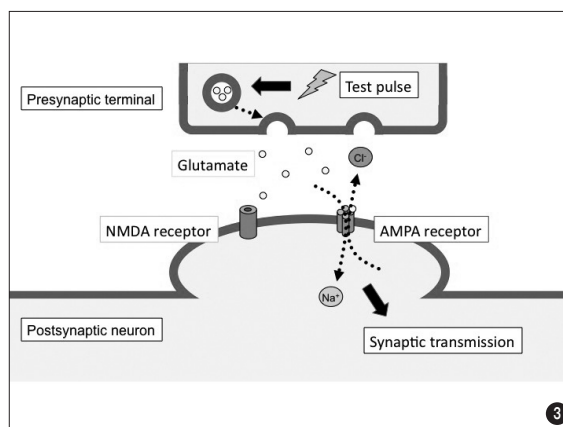 Presynaptic terminal
Test pulse
Glutamate
Cl⁻
NMDA receptor
AMPA receptor
Na⁺
Postsynaptic neuron
Synaptic transmission
3